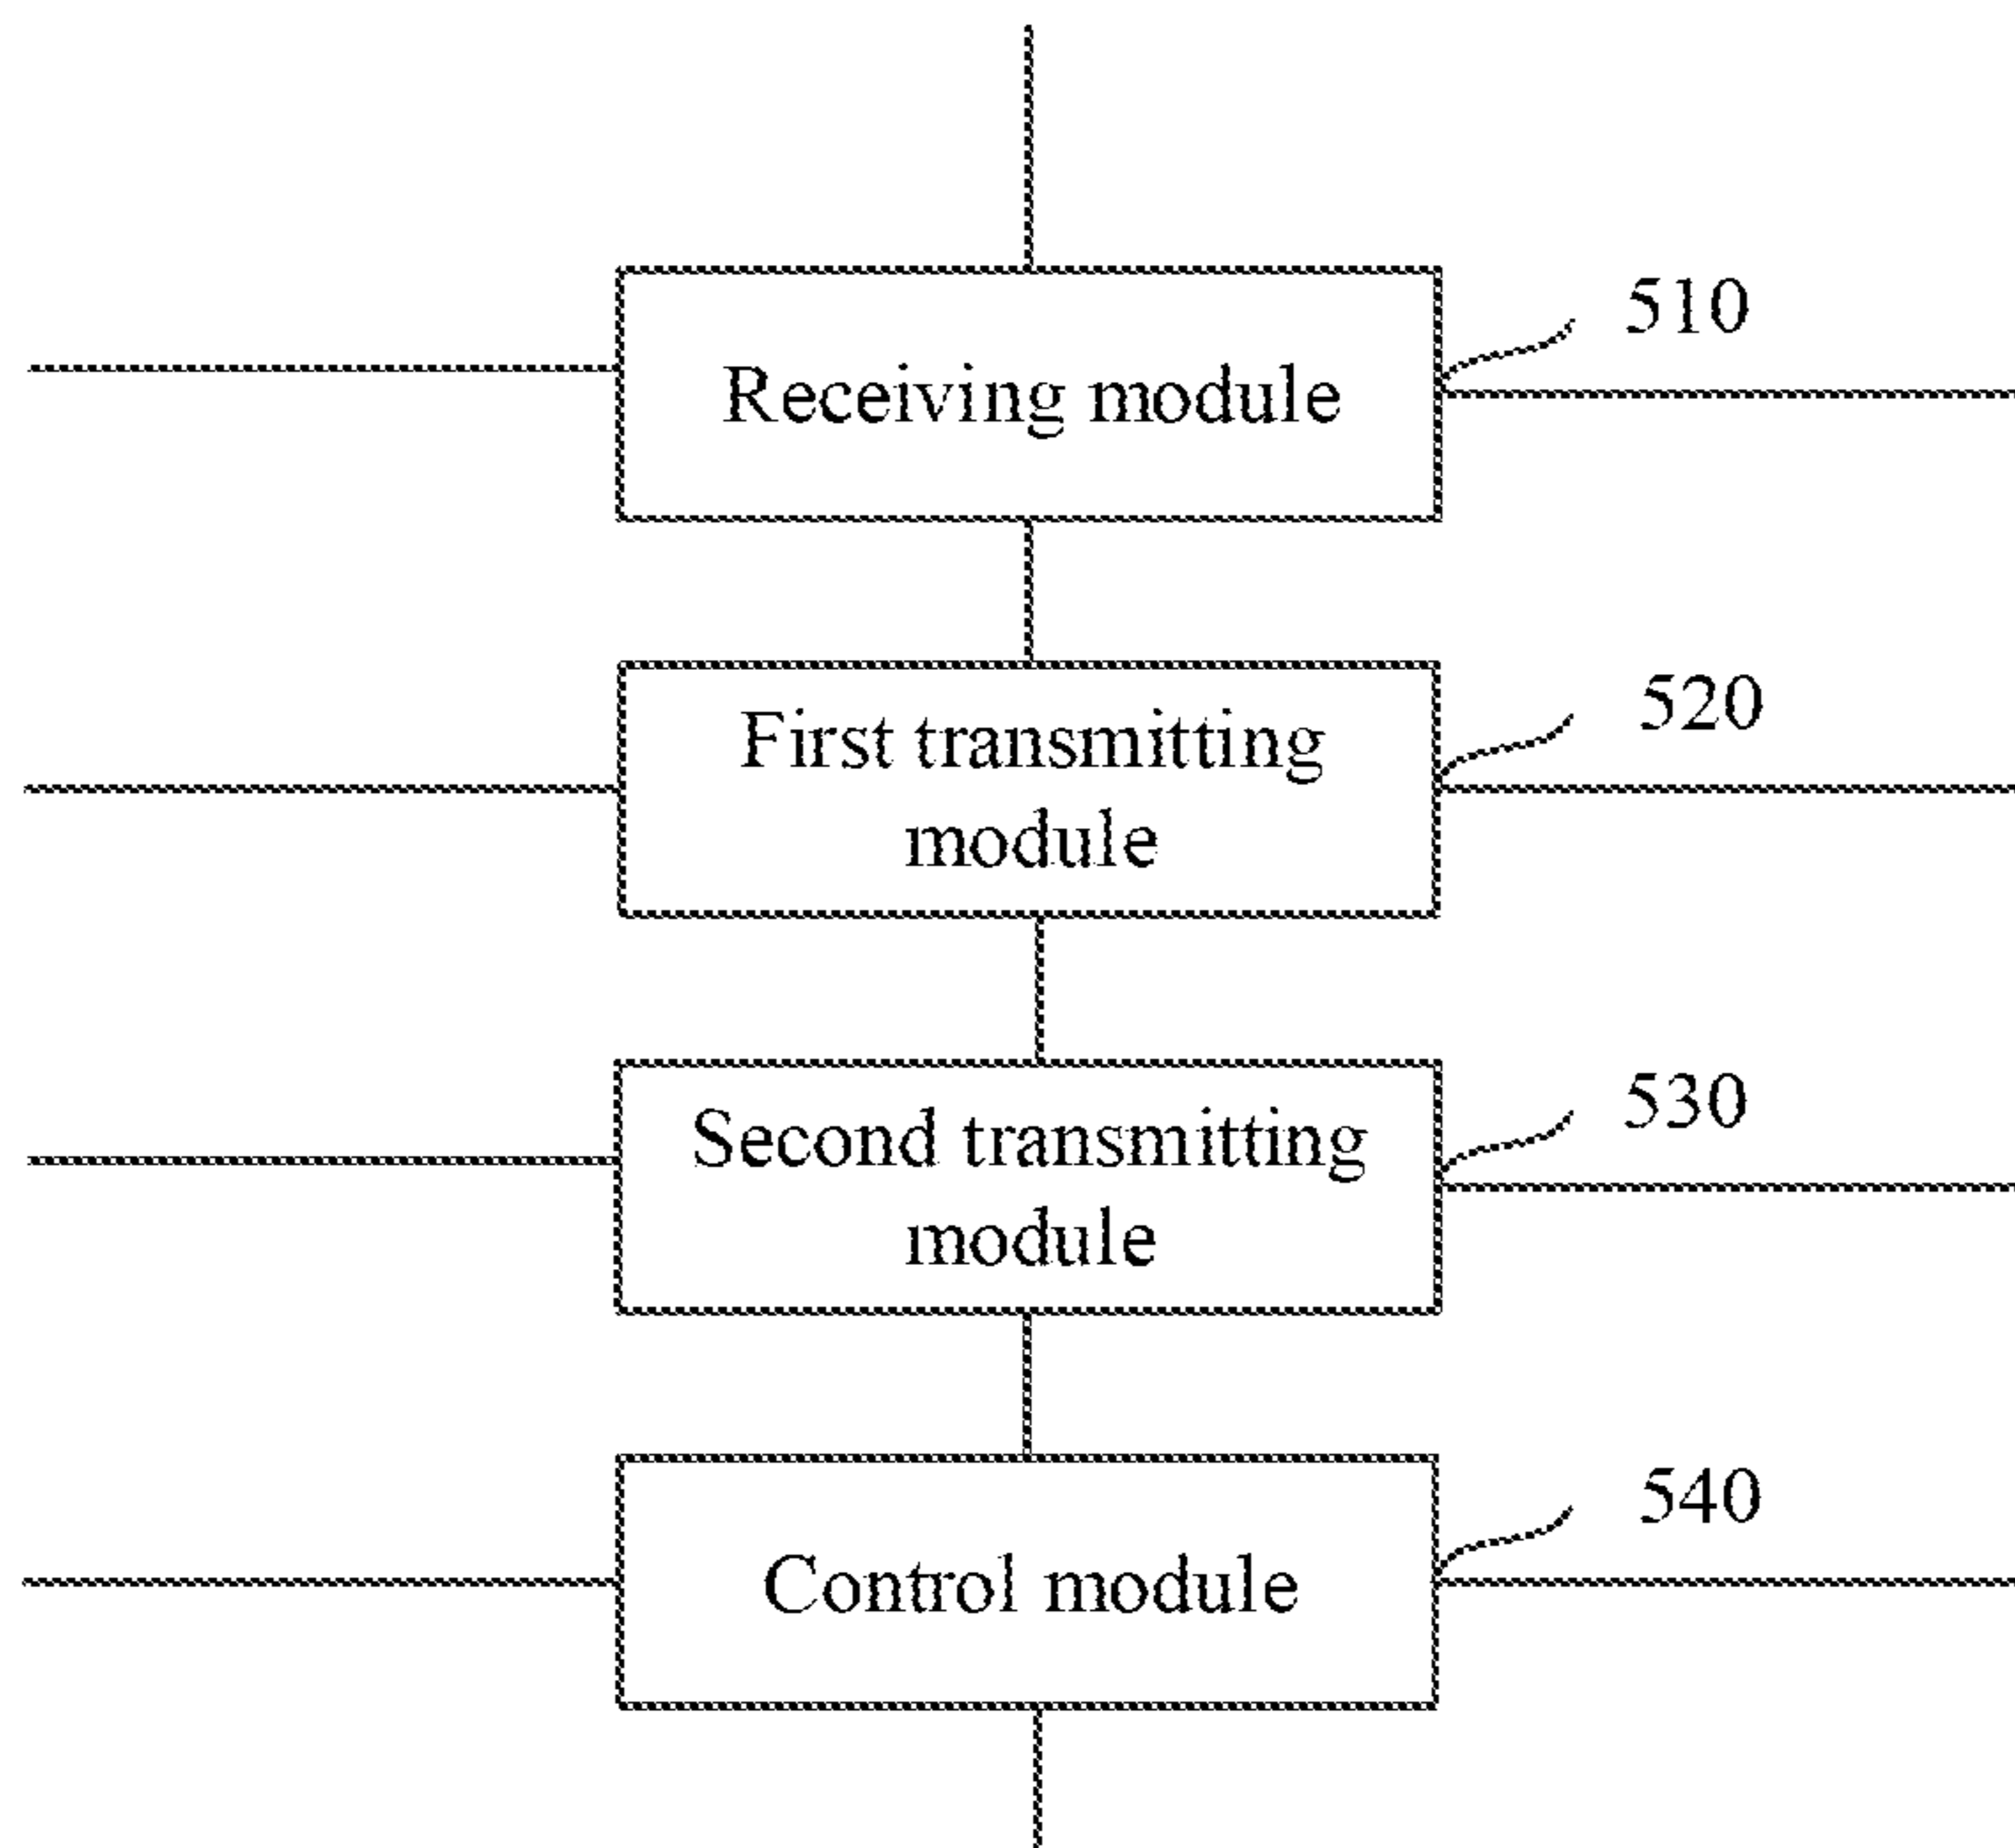 510
Receiving module
520
First transmitting
module
530
Second transmitting
module
540
Control module